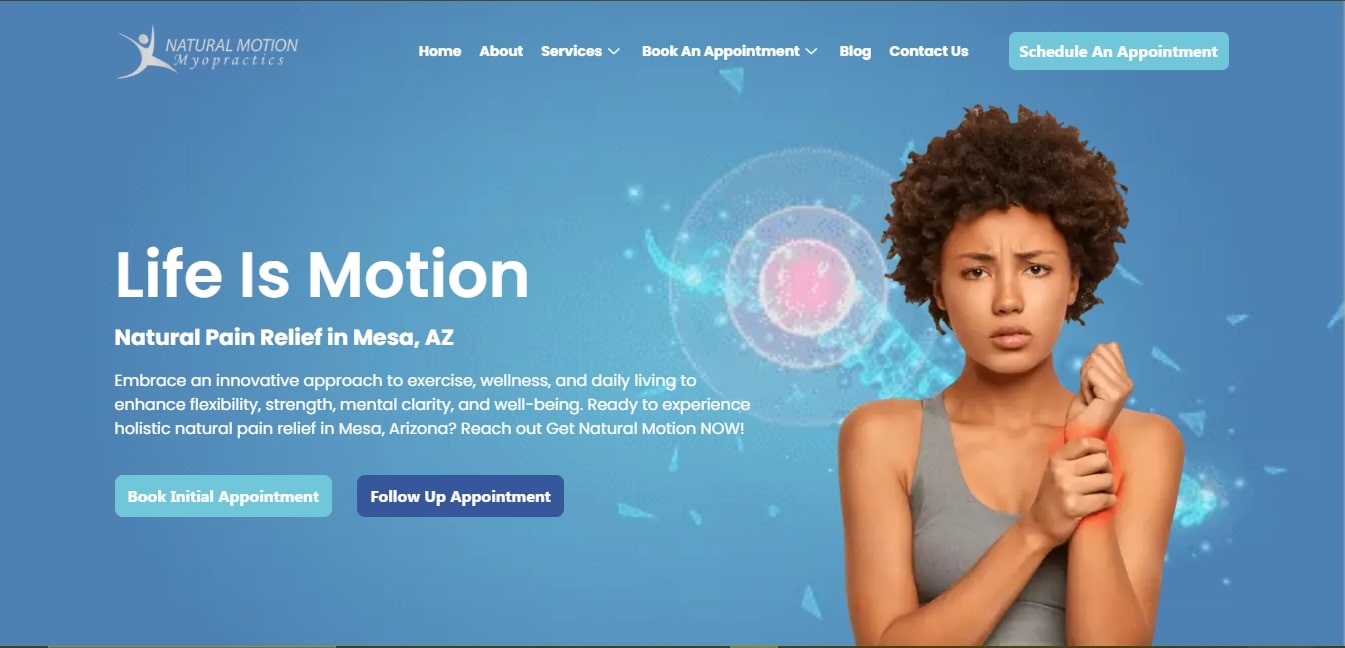 NATURAL MOTION
Myopractics
Home About Services Book An Appointment Blog Contact Us Schedule An Appointment
Life Is Motion
Natural Pain Relief in Mesa, AZ
Embrace an innovative approach to exercise, wellness, and daily living to
enhance flexibility, strength, mental clarity, and well-being. Ready to experience
holistic natural pain relief in Mesa, Arizona? Reach out Get Natural Motion NOW!
Book Initial Appointment Follow Up Appointment